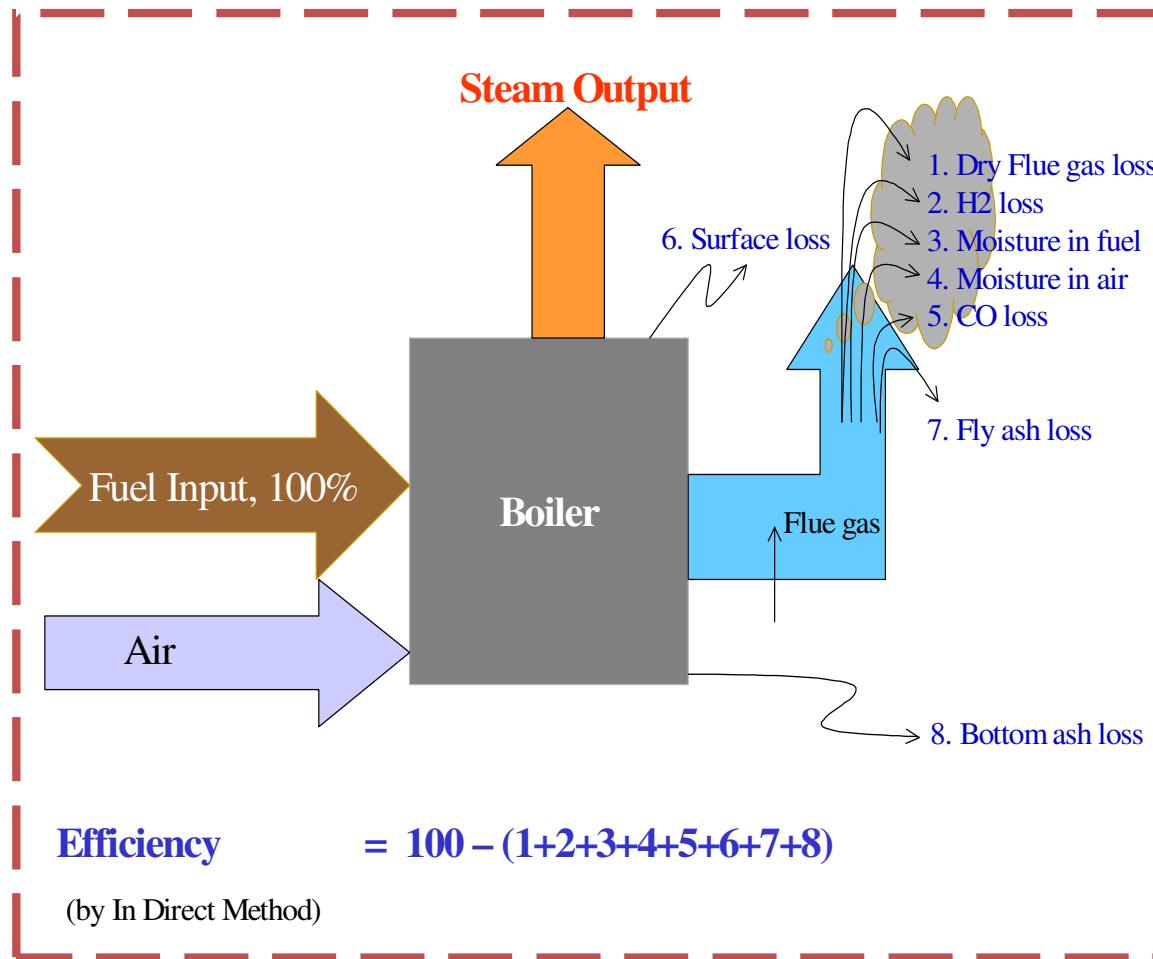 Steam Output
1. Dry Flue gas loss
2. H2 loss
6. Surface loss
3. Moisture in fuel
4. Moisture in air
5. CO loss
7. Fly ash loss
Fuel Input, 100%
Boiler
Flue gas
Air
8. Bottom ash loss
Efficiency = 100 – (1+2+3+4+5+6+7+8)
(by In Direct Method)